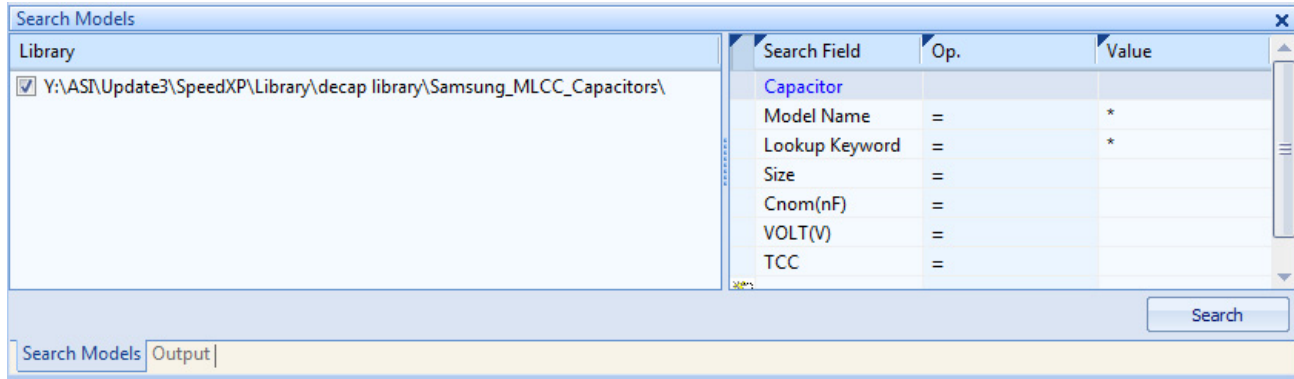 Search Models
Library
Y:\ASI\Update3\SpeedXP\Library\decap library\Samsung_MLCC_Capacitors\
Search Field Op. Value
Capacitor
Model Name = *
Lookup Keyword = *
Size =
Cnom(nF) =
VOLT(V) =
TCC =
Search
Search Models Output